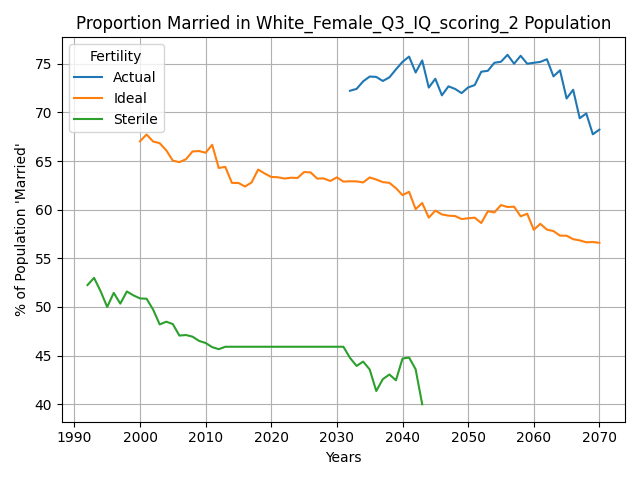 Proportion Married in White_Female_Q3_IQ_scoring_2 Population
Fertility
Actual
Ideal
Sterile
% of Population 'Married'
75
70
65
60
55
50
45
40
1990
2000
2010
2020
2030
2040
2050
2060
2070
Years